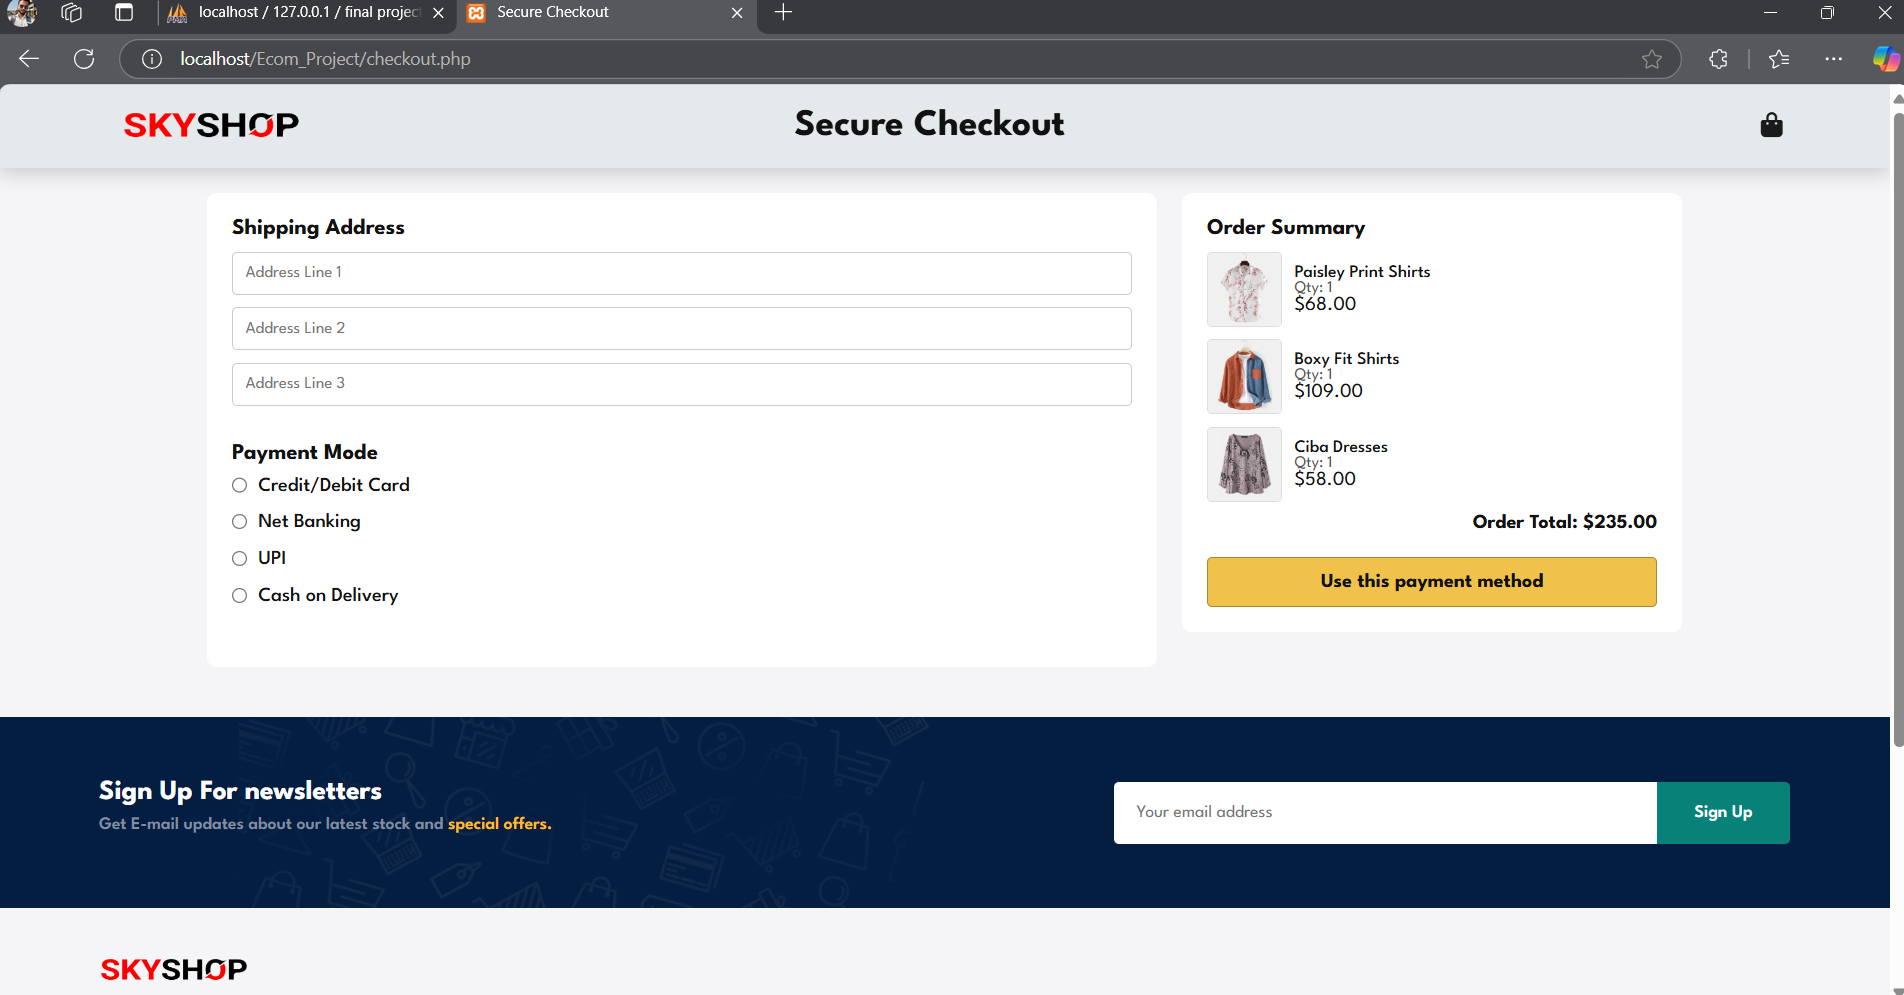 localhost / 127.0.0.1 / final project
Secure Checkout
localhost/Ecom_Project/checkout.php
SKYSHOP
Secure Checkout
Shipping Address
Address Line 1
Address Line 2
Address Line 3
Payment Mode
Credit/Debit Card
Net Banking
UPI
Cash on Delivery
Order Summary
Paisley Print Shirts
Qty: 1
$68.00
Boxy Fit Shirts
Qty: 1
$109.00
Ciba Dresses
Qty: 1
$58.00
Order Total: $235.00
Use this payment method
Sign Up For newsletters
Get E-mail updates about our latest stock and special offers.
Your email address
Sign Up
SKYSHOP